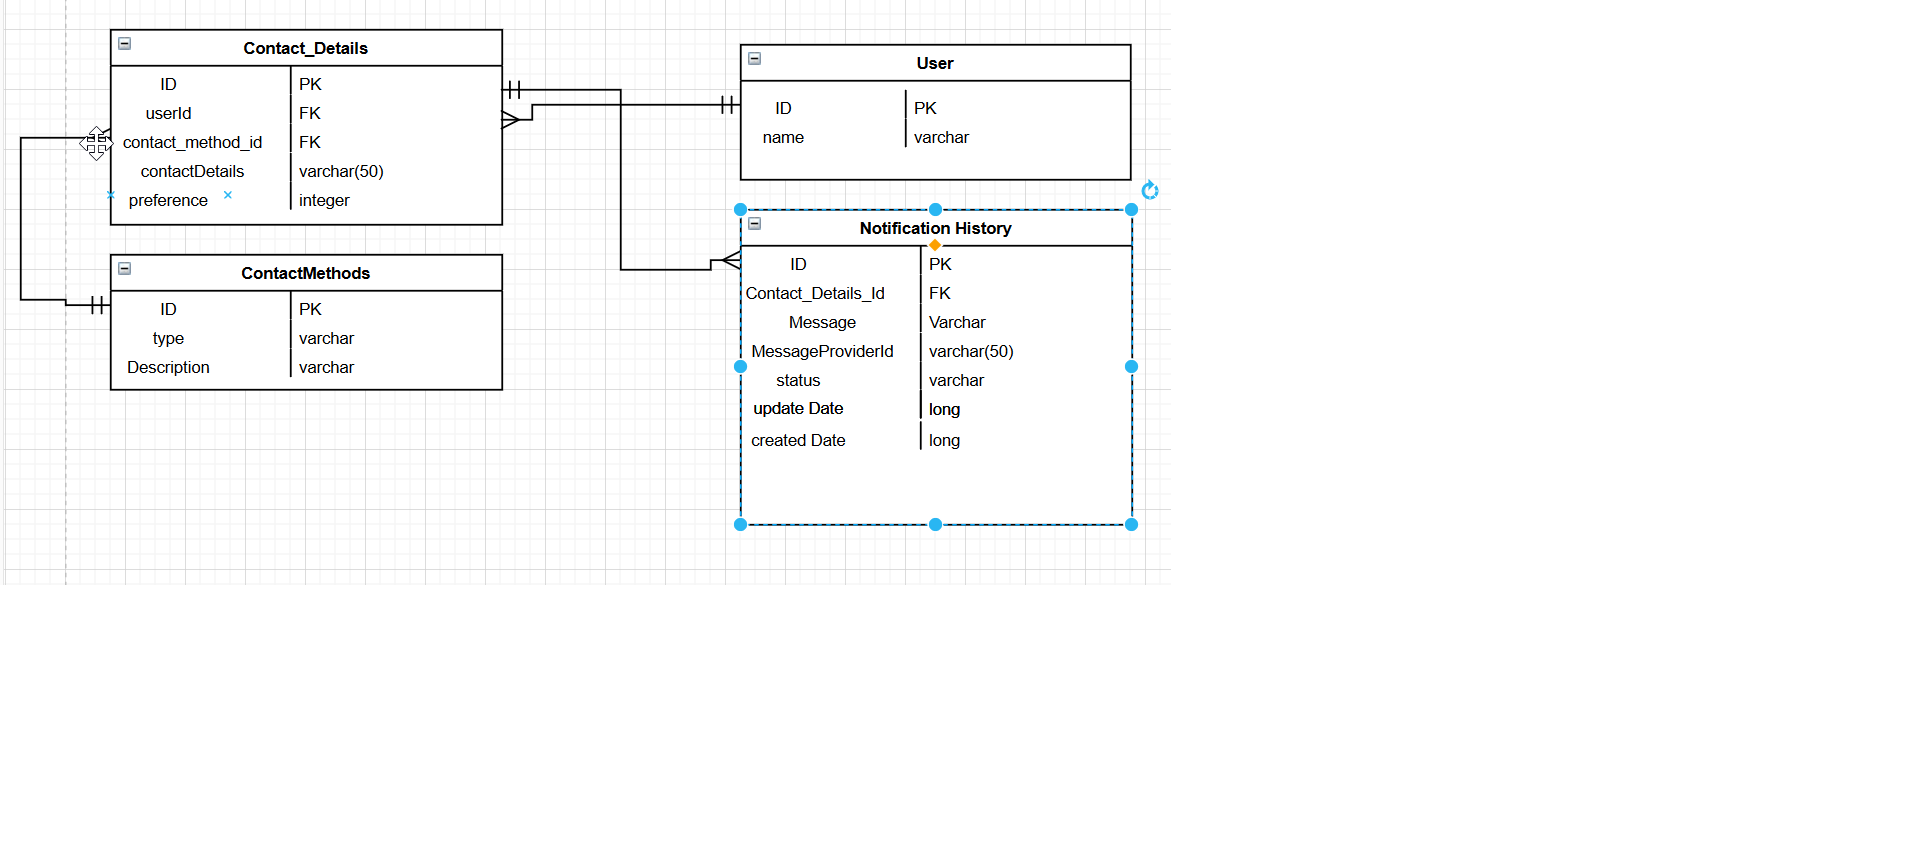 Contact_Details
ID PK
userId FK
contact_method_id FK
contactDetails varchar(50)
preference integer
ContactMethods
ID PK
type varchar
Description varchar
User
ID PK
name varchar
Notification History
ID PK
Contact_Details_Id FK
Message Varchar
MessageProviderId varchar(50)
status varchar
update Date long
created Date long